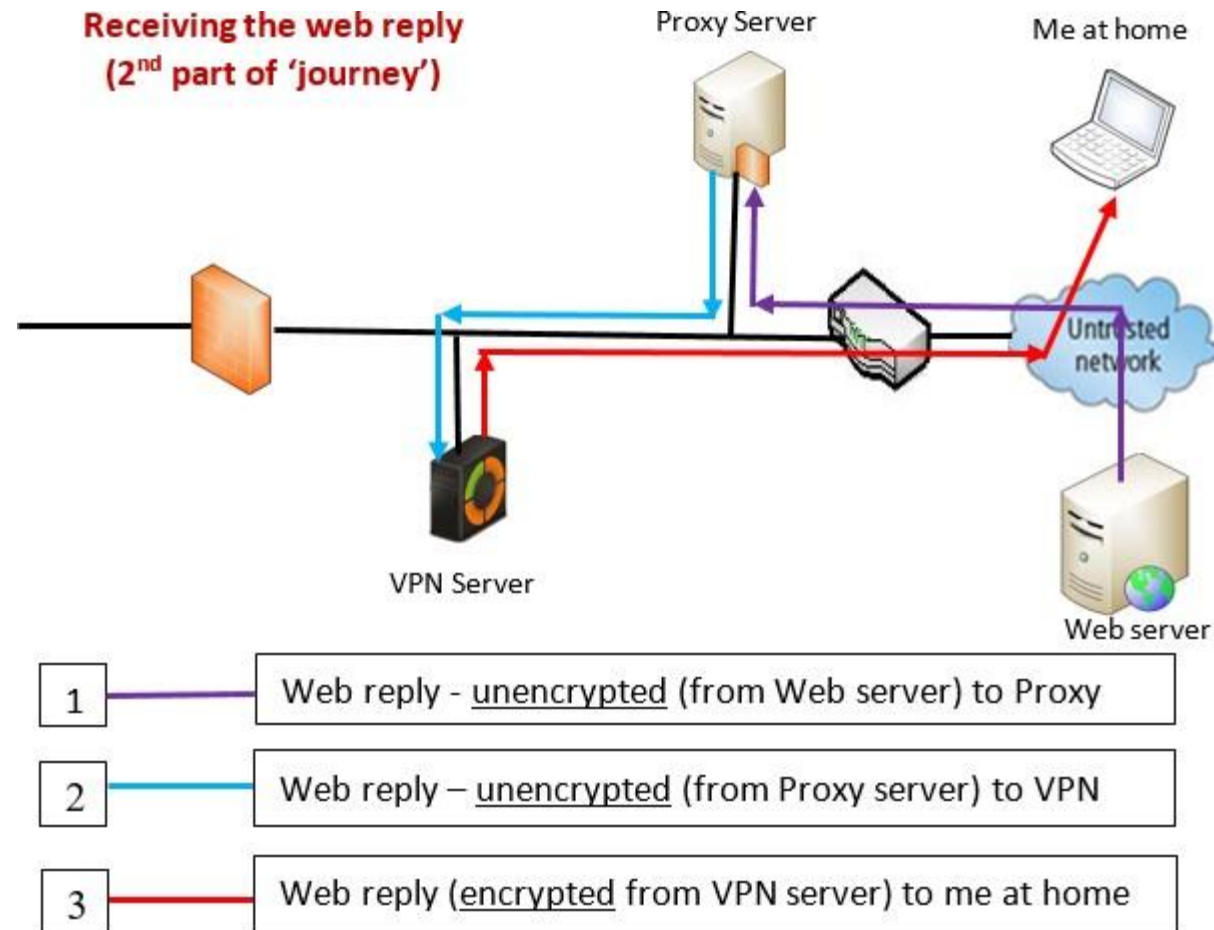 Receiving the web reply
(2nd part of ‘journey’)
Proxy Server
Me at home
Untrusted
network
VPN Server
Web server
1
Web reply - unencrypted (from Web server) to Proxy
2
Web reply – unencrypted (from Proxy server) to VPN
3
Web reply (encrypted from VPN server) to me at home